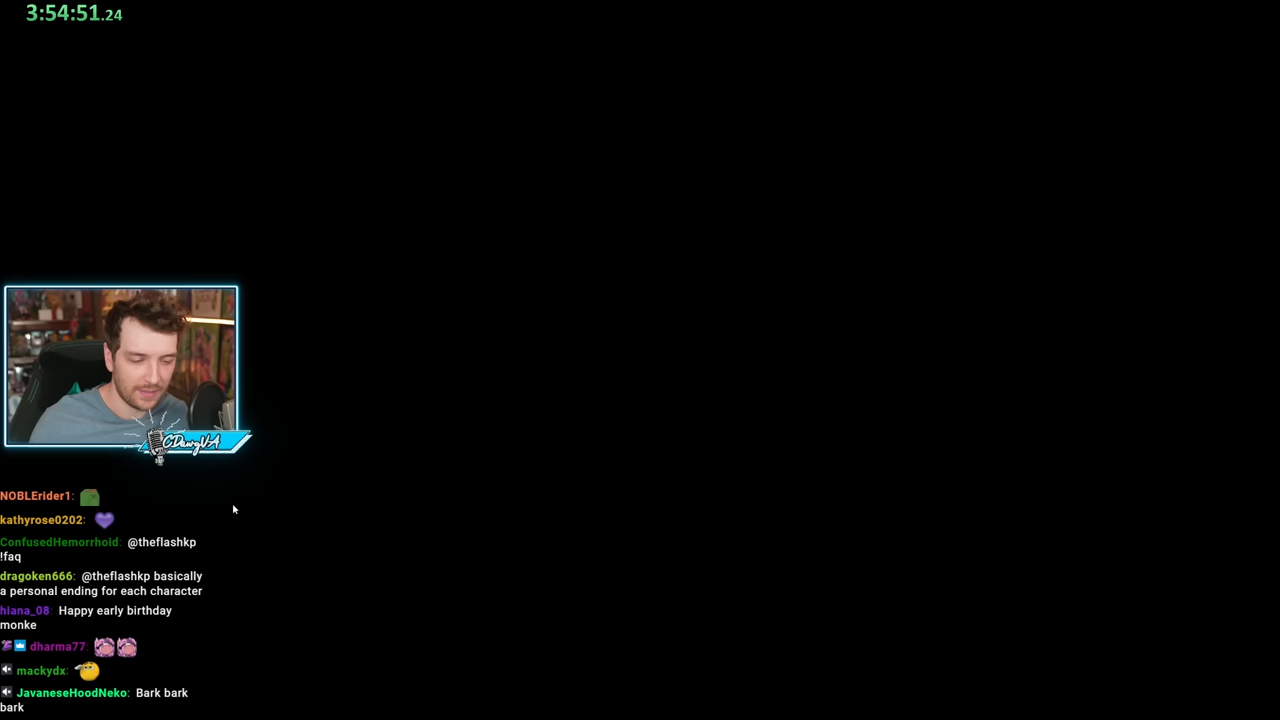 3:54:51.24
CDawgVA
NOBLErider1:
kathyrose0202:
ConfusedHemorrhoid: @theflashkp
!faq
dragoken666: @theflashkp basically
a personal ending for each character
hiana_08: Happy early birthday
monke
dharma77:
mackydx:
JavaneseHoodNeko: Bark bark
bark